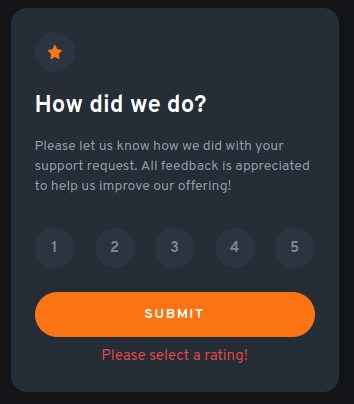 How did we do?
Please let us know how we did with your
support request. All feedback is appreciated
to help us improve our offering!
1 2 3 4 5
SUBMIT
Please select a rating!